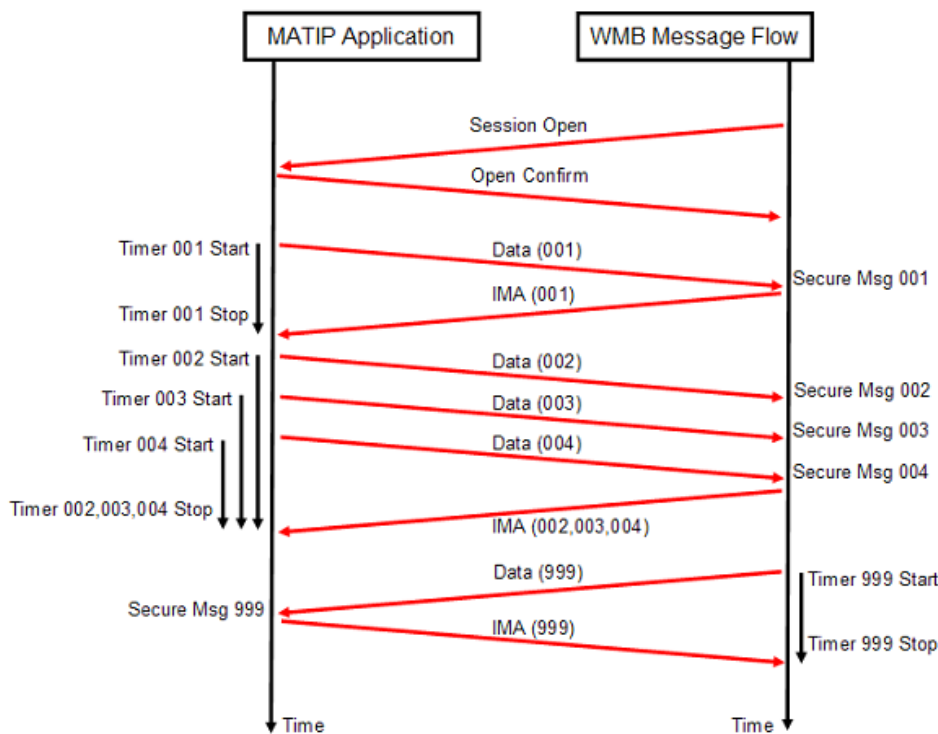 MATIP Application
WMB Message Flow
Session Open
Open Confirm
Timer 001 Start
Data (001)
Secure Msg 001
IMA (001)
Timer 001 Stop
Timer 002 Start
Data (002)
Secure Msg 002
Timer 003 Start
Data (003)
Secure Msg 003
Timer 004 Start
Data (004)
Secure Msg 004
Timer 002,003,004 Stop
IMA (002,003,004)
Data (999)
Timer 999 Start
Secure Msg 999
IMA (999)
Timer 999 Stop
Time
Time